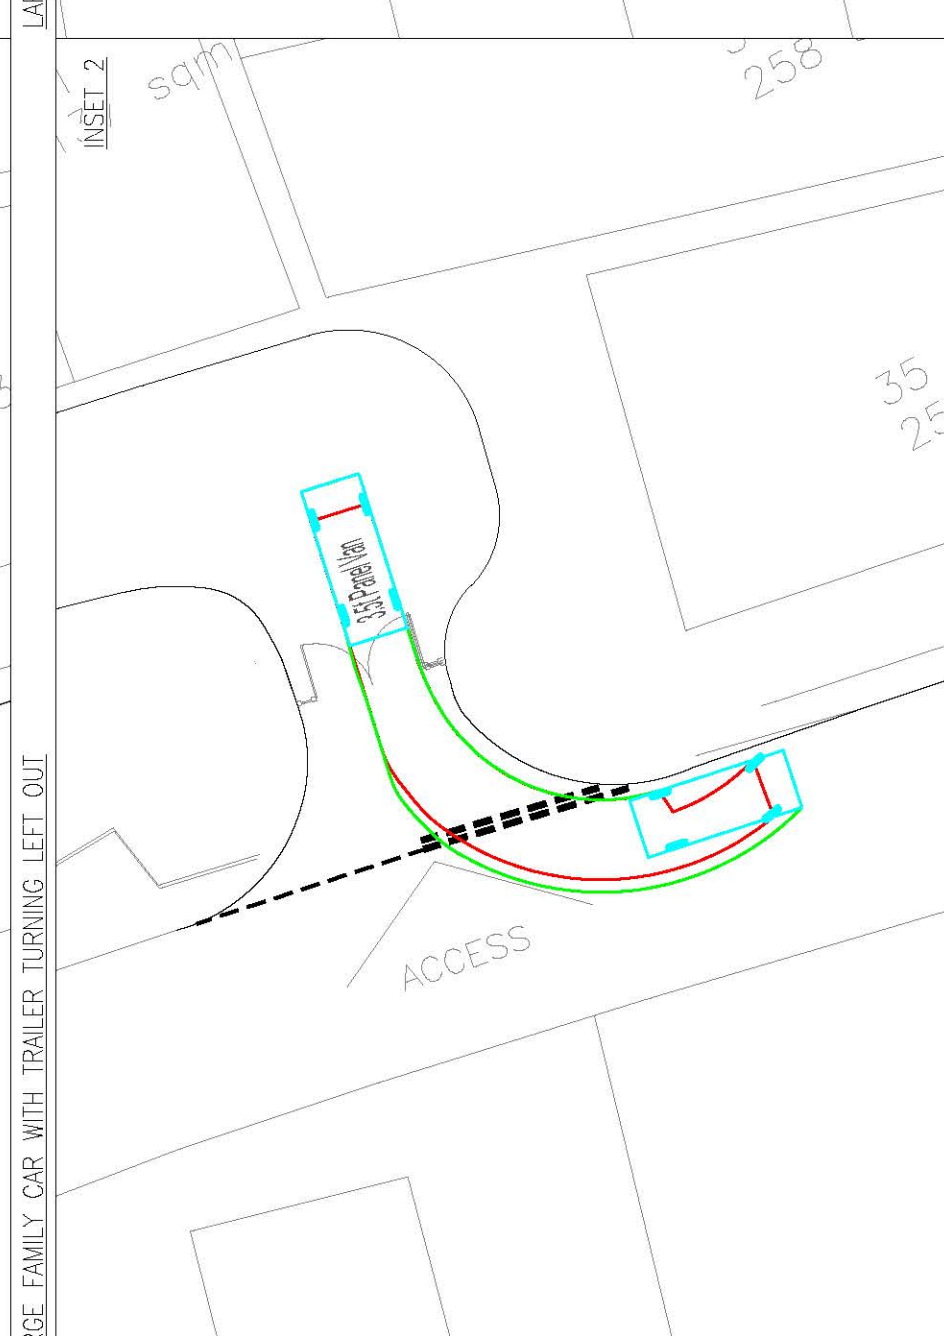 LA
INSET 2
sqm
258
35
25
3.5t Panel Van
ACCESS
RGE FAMILY CAR WITH TRAILER TURNING LEFT OUT